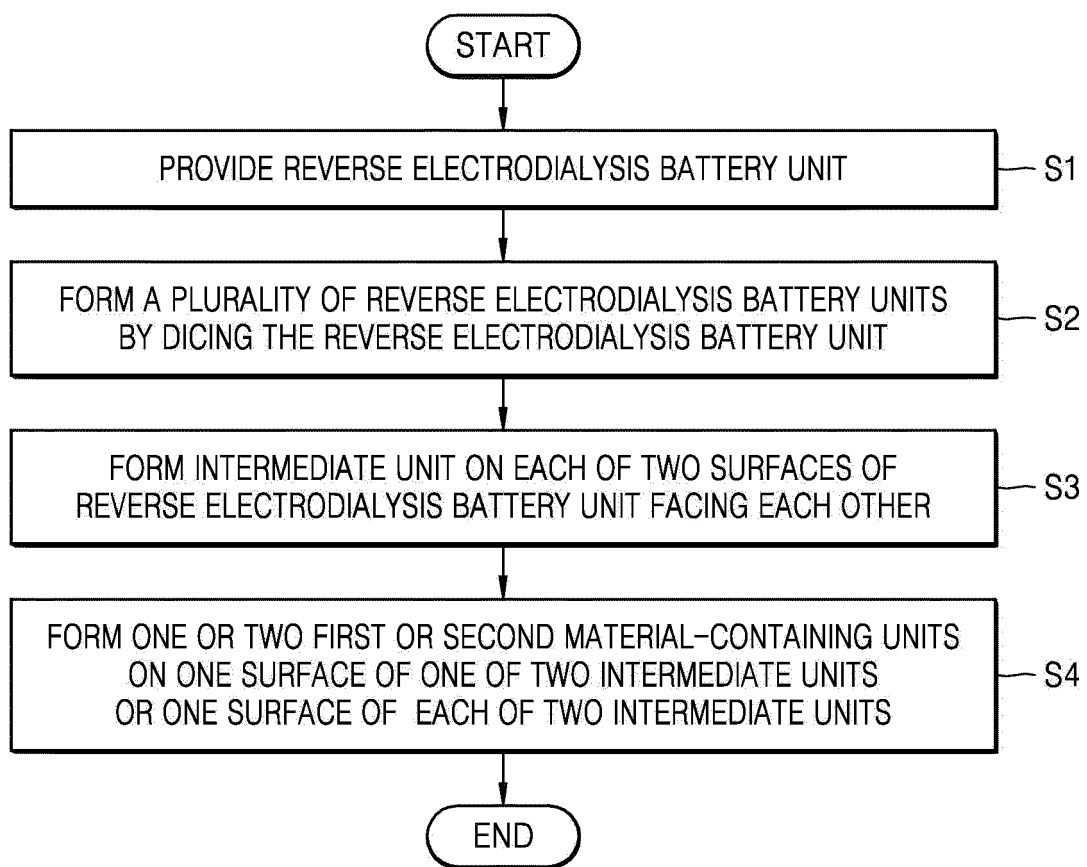 START
PROVIDE REVERSE ELECTRODIALYSIS BATTERY UNIT
S1
FORM A PLURALITY OF REVERSE ELECTRODIALYSIS BATTERY UNITS
BY DICING THE REVERSE ELECTRODIALYSIS BATTERY UNIT
S2
FORM INTERMEDIATE UNIT ON EACH OF TWO SURFACES OF
REVERSE ELECTRODIALYSIS BATTERY UNIT FACING EACH OTHER
S3
FORM ONE OR TWO FIRST OR SECOND MATERIAL-CONTAINING UNITS
ON ONE SURFACE OF ONE OF TWO INTERMEDIATE UNITS
OR ONE SURFACE OF EACH OF TWO INTERMEDIATE UNITS
S4
END